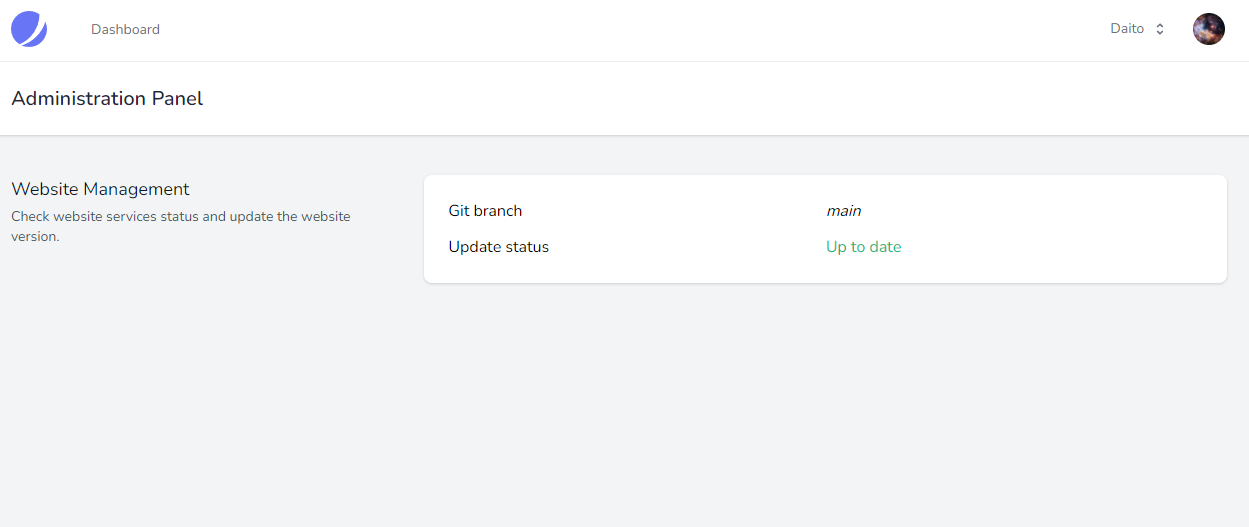 Dashboard
Daito
Administration Panel
Website Management
Check website services status and update the website
version.
Git branch
main
Update status
Up to date